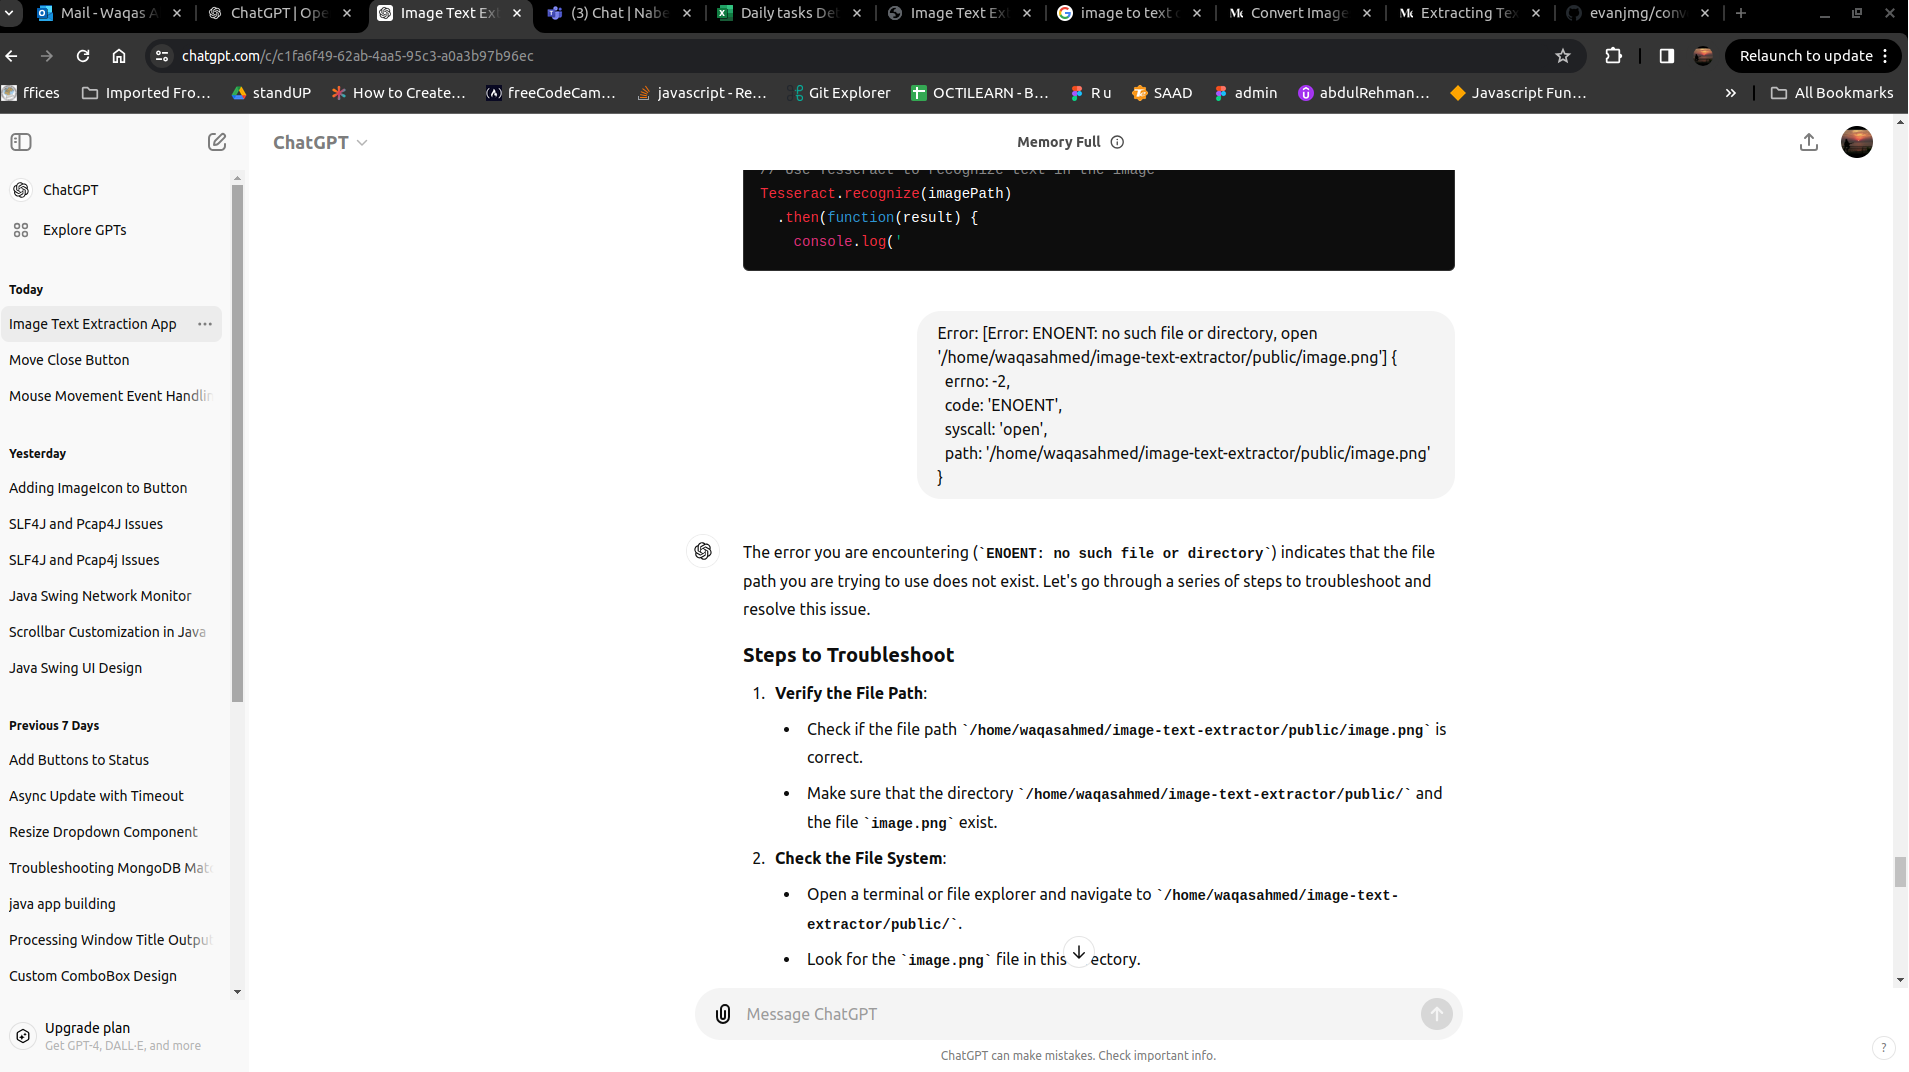 Mail - Waqas A
ChatGPT | Ope
Image Text Ex
(3) Chat | Nabe
Daily tasks Det
Image Text Ex
image to text c
Convert Image
Extracting Tex
evanjmg/conv
chatgpt.com/c/c1fa6f49-62ab-4aa5-95c3-a0a3b97b96ec
Relaunch to update
ffices
Imported Fro...
standUP
How to Create...
freeCodeCam...
javascript - Re...
Git Explorer
OCTILEARN - B...
R u
SAAD
admin
abdulRehman...
Javascript Fun...
»
All Bookmarks
ChatGPT
Memory Full
ChatGPT
Explore GPTs
Today
Image Text Extraction App
Move Close Button
Mouse Movement Event Handlin
Yesterday
Adding ImageIcon to Button
SLF4J and Pcap4J Issues
SLF4J and Pcap4j Issues
Java Swing Network Monitor
Scrollbar Customization in Java
Java Swing UI Design
Previous 7 Days
Add Buttons to Status
Async Update with Timeout
Resize Dropdown Component
Troubleshooting MongoDB Matc
java app building
Processing Window Title Output
Custom ComboBox Design
Upgrade plan
Get GPT-4, DALL·E, and more
// Use Tesseract to recognize text in the image
Tesseract.recognize(imagePath)
.then(function(result) {
console.log('
Error: [Error: ENOENT: no such file or directory, open
'/home/waqasahmed/image-text-extractor/public/image.png'] {
errno: -2,
code: 'ENOENT',
syscall: 'open',
path: '/home/waqasahmed/image-text-extractor/public/image.png'
}
The error you are encountering (`ENOENT: no such file or directory`) indicates that the file
path you are trying to use does not exist. Let's go through a series of steps to troubleshoot and
resolve this issue.
Steps to Troubleshoot
1. Verify the File Path:
• Check if the file path `/home/waqasahmed/image-text-extractor/public/image.png` is
correct.
• Make sure that the directory `/home/waqasahmed/image-text-extractor/public/` and
the file `image.png` exist.
2. Check the File System:
• Open a terminal or file explorer and navigate to `/home/waqasahmed/image-text-
extractor/public/`.
• Look for the `image.png` file in this ectory.
Message ChatGPT
ChatGPT can make mistakes. Check important info.
?